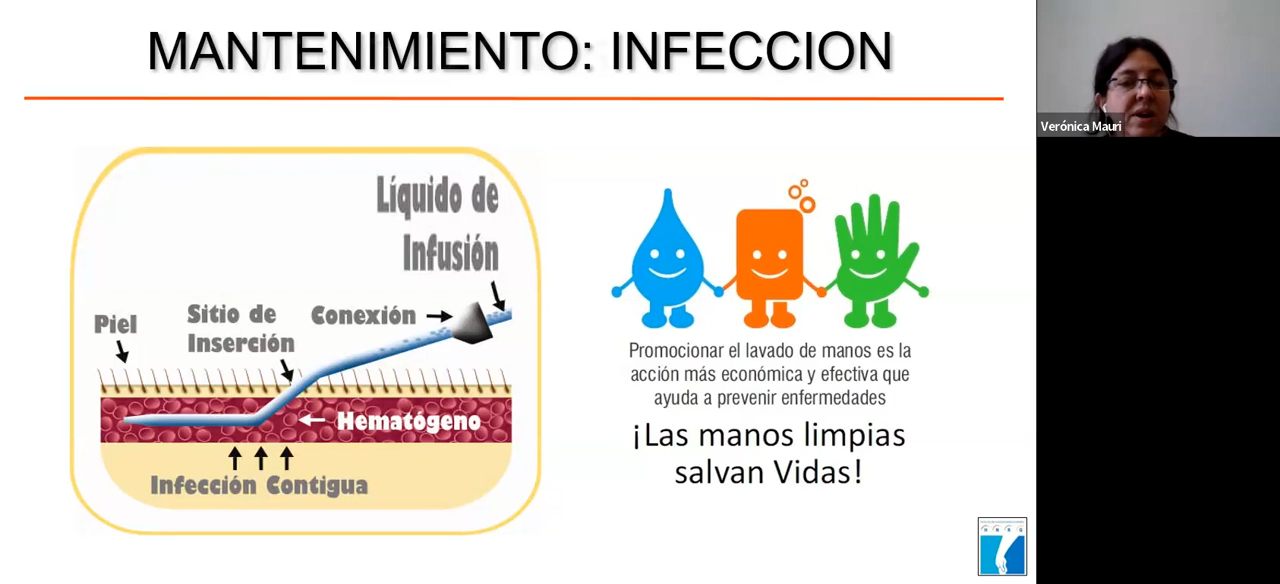 MANTENIMIENTO: INFECCION
Líquido de
Infusión
Conexión
Sitio de
Inserción
Piel
Hematógeno
Infección Contigua
Promocionar el lavado de manos es la
acción más económica y efectiva que
ayuda a prevenir enfermedades
¡Las manos limpias
salvan Vidas!
Verónica Mauri